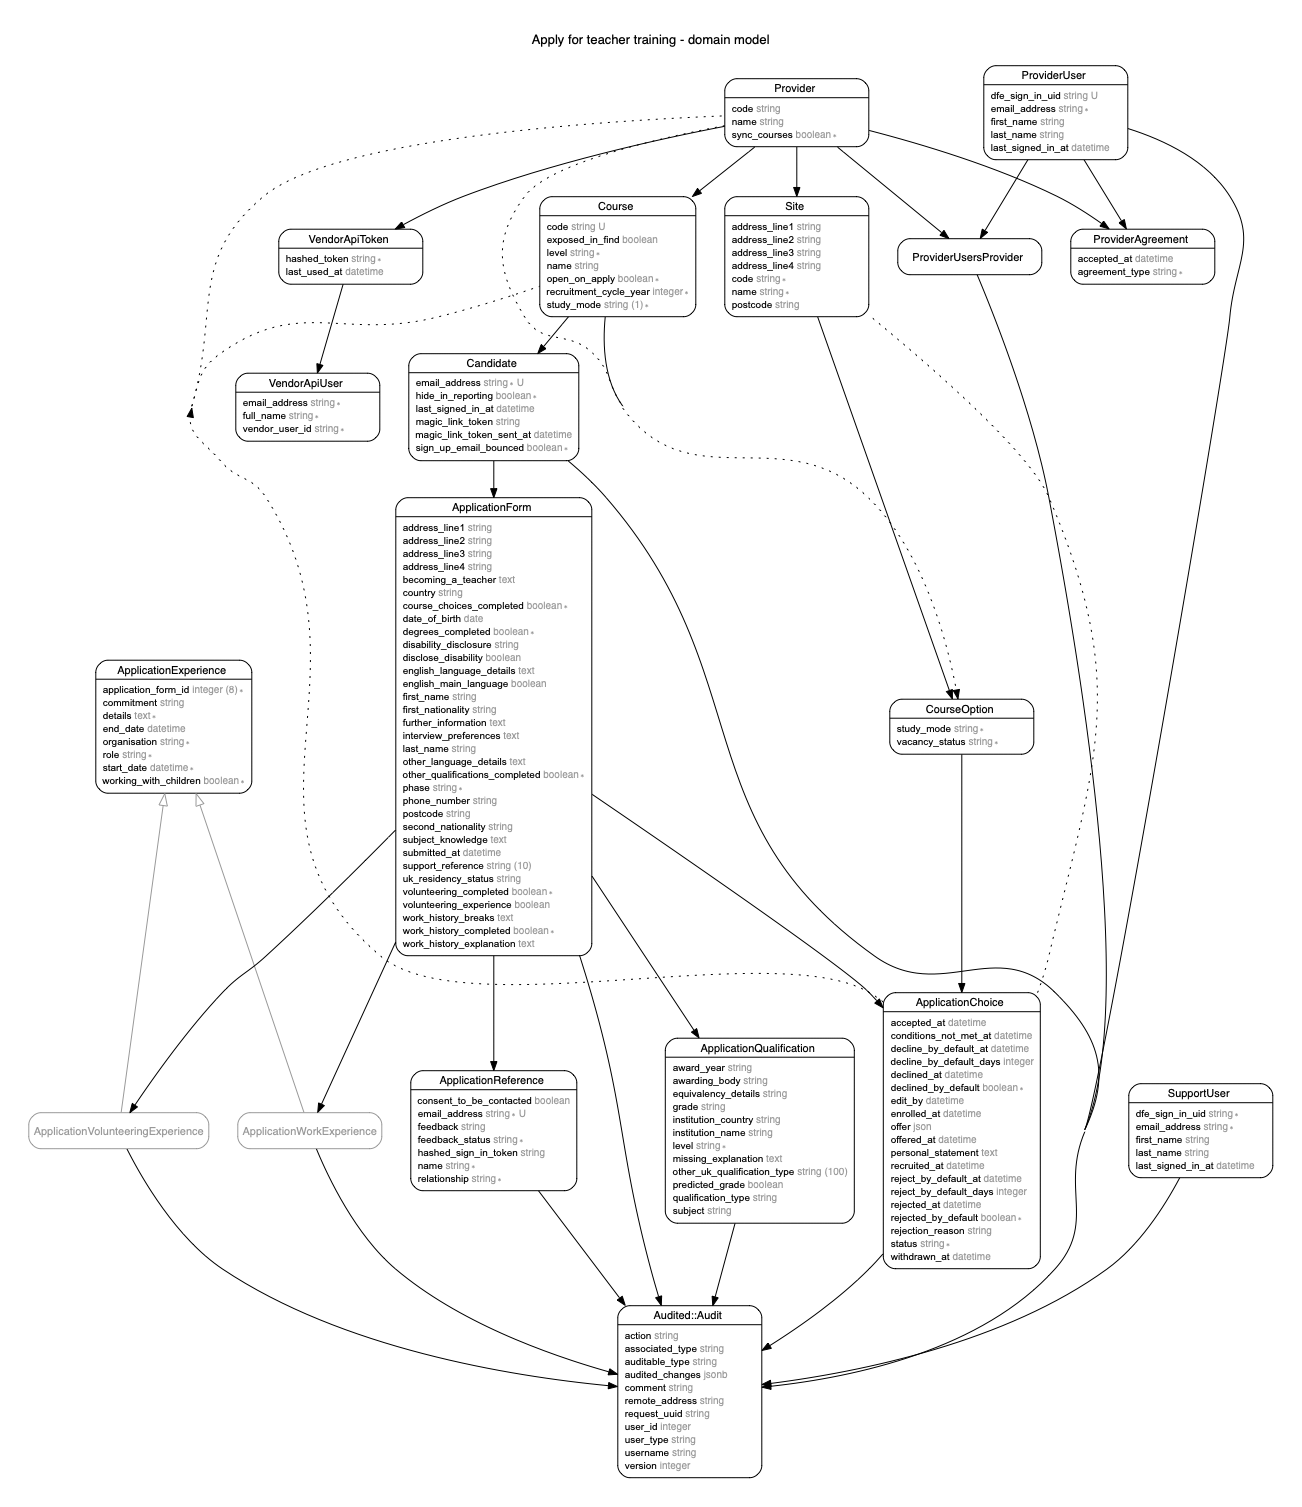 Apply for teacher training - domain model
Provider
code string
name string
sync_courses boolean ∗
ProviderUser
dfe_sign_in_uid string U
email_address string ∗
first_name string
last_name string
last_signed_in_at datetime
VendorApiToken
hashed_token string ∗
last_used_at datetime
Course
code string U
exposed_in_find boolean
level string ∗
name string
open_on_apply boolean ∗
recruitment_cycle_year integer ∗
study_mode string (1) ∗
Site
address_line1 string
address_line2 string
address_line3 string
address_line4 string
code string ∗
name string ∗
postcode string
ProviderUsersProvider
ProviderAgreement
accepted_at datetime
agreement_type string ∗
VendorApiUser
email_address string ∗
full_name string ∗
vendor_user_id string ∗
Candidate
email_address string ∗ U
hide_in_reporting boolean ∗
last_signed_in_at datetime
magic_link_token string
magic_link_token_sent_at datetime
sign_up_email_bounced boolean ∗
ApplicationForm
address_line1 string
address_line2 string
address_line3 string
address_line4 string
becoming_a_teacher text
country string
course_choices_completed boolean ∗
date_of_birth date
degrees_completed boolean ∗
disability_disclosure string
disclose_disability boolean
english_language_details text
english_main_language boolean
first_name string
first_nationality string
further_information text
interview_preferences text
last_name string
other_language_details text
other_qualifications_completed boolean ∗
phase string ∗
phone_number string
postcode string
second_nationality string
subject_knowledge text
submitted_at datetime
support_reference string (10)
uk_residency_status string
volunteering_completed boolean ∗
volunteering_experience boolean
work_history_breaks text
work_history_completed boolean ∗
work_history_explanation text
ApplicationExperience
application_form_id integer (8) ∗
commitment string
details text ∗
end_date datetime
organisation string ∗
role string ∗
start_date datetime ∗
working_with_children boolean ∗
CourseOption
study_mode string ∗
vacancy_status string ∗
ApplicationVolunteeringExperience
ApplicationWorkExperience
ApplicationReference
consent_to_be_contacted boolean
email_address string ∗ U
feedback string
feedback_status string ∗
hashed_sign_in_token string
name string ∗
relationship string ∗
ApplicationQualification
award_year string
awarding_body string
equivalency_details string
grade string
institution_country string
institution_name string
level string ∗
missing_explanation text
other_uk_qualification_type string (100)
predicted_grade boolean
qualification_type string
subject string
ApplicationChoice
accepted_at datetime
conditions_not_met_at datetime
decline_by_default_at datetime
decline_by_default_days integer
declined_at datetime
declined_by_default boolean ∗
edit_by datetime
enrolled_at datetime
offer json
offered_at datetime
personal_statement text
recruited_at datetime
reject_by_default_at datetime
reject_by_default_days integer
rejected_at datetime
rejected_by_default boolean ∗
rejection_reason string
status string ∗
withdrawn_at datetime
SupportUser
dfe_sign_in_uid string ∗
email_address string ∗
first_name string
last_name string
last_signed_in_at datetime
Audited::Audit
action string
associated_type string
auditable_type string
audited_changes jsonb
comment string
remote_address string
request_uuid string
user_id integer
user_type string
username string
version integer